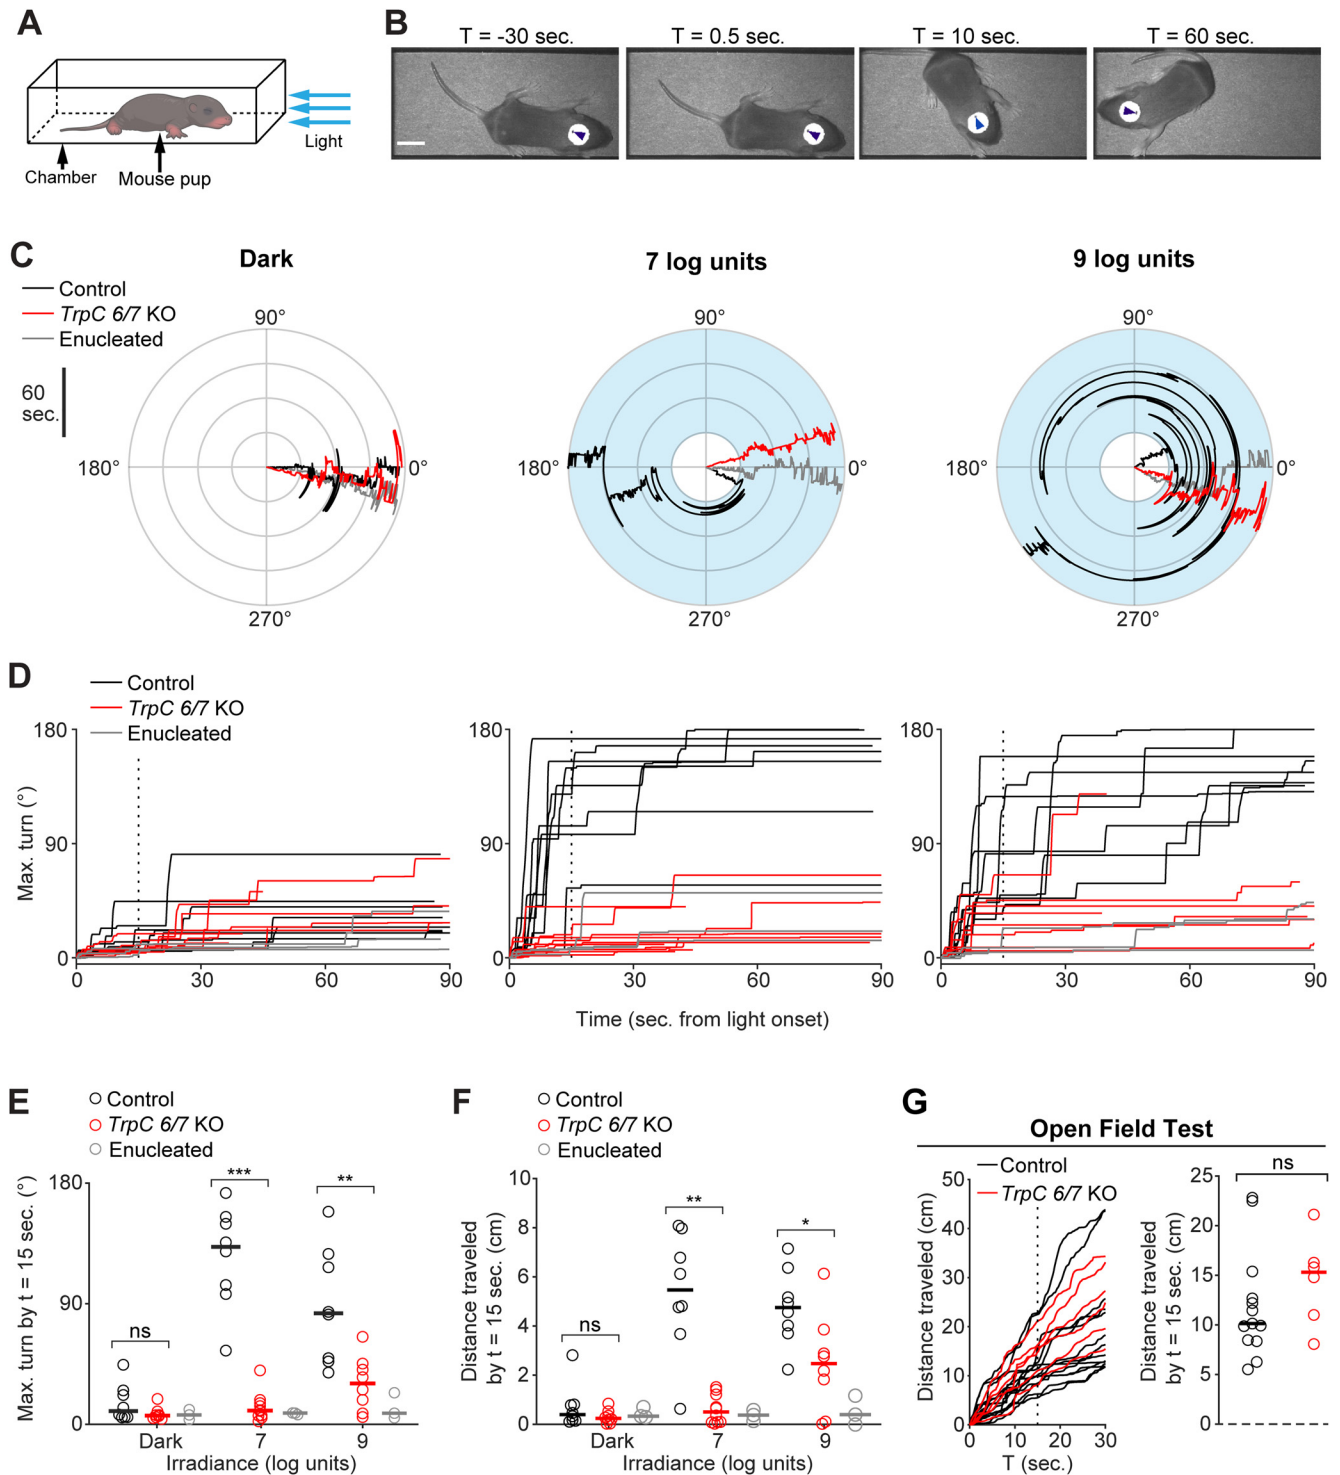 A
Light
Chamber
Mouse pup
B
T = -30 sec.
T = 0.5 sec.
T = 10 sec.
T = 60 sec.
C
Control
TrpC 6/7 KO
Enucleated
60
sec.
Dark
90°
180°
0°
270°
7 log units
90°
180°
0°
270°
9 log units
90°
180°
0°
270°
D
Control
TrpC 6/7 KO
Enucleated
Max. turn (°)
180
90
0
0
30
60
90
180
90
0
0
30
60
90
180
90
0
0
30
60
90
Time (sec. from light onset)
E
Control
TrpC 6/7 KO
Enucleated
Max. turn by t = 15 sec. (°)
180
90
0
ns
***
**
Dark
7
9
Irradiance (log units)
F
Control
TrpC 6/7 KO
Enucleated
Distance traveled
by t = 15 sec. (cm)
10
8
6
4
2
0
ns
**
*
Dark
7
9
Irradiance (log units)
G
Open Field Test
Control
TrpC 6/7 KO
Distance traveled (cm)
50
40
30
20
10
0
0
10
20
30
T (sec.)
Distance traveled
by t = 15 sec. (cm)
25
20
15
10
5
0
ns